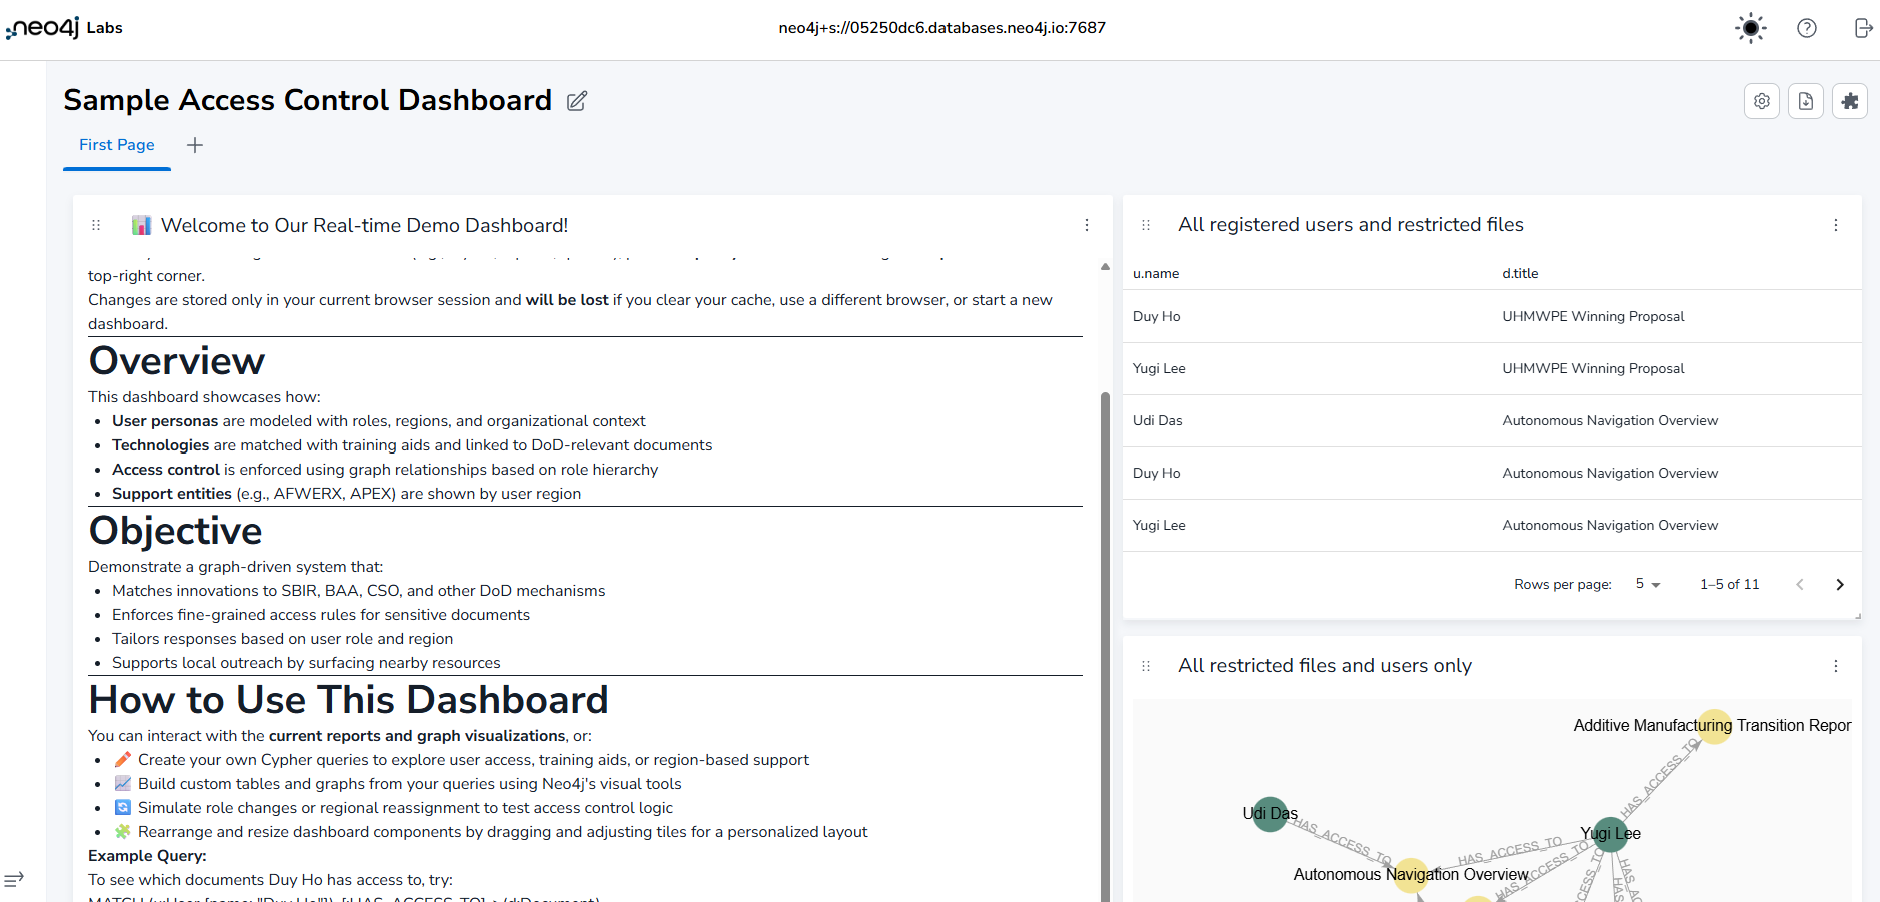 neo4j Labs
neo4j+s://05250dc6.databases.neo4j.io:7687
Sample Access Control Dashboard
First Page
📊 Welcome to Our Real-time Demo Dashboard!
top-right corner.
Changes are stored only in your current browser session and will be lost if you clear your cache, use a different browser, or start a new
dashboard.
Overview
This dashboard showcases how:
• User personas are modeled with roles, regions, and organizational context
• Technologies are matched with training aids and linked to DoD-relevant documents
• Access control is enforced using graph relationships based on role hierarchy
• Support entities (e.g., AFWERX, APEX) are shown by user region
Objective
Demonstrate a graph-driven system that:
• Matches innovations to SBIR, BAA, CSO, and other DoD mechanisms
• Enforces fine-grained access rules for sensitive documents
• Tailors responses based on user role and region
• Supports local outreach by surfacing nearby resources
How to Use This Dashboard
You can interact with the current reports and graph visualizations, or:
• 🖍️ Create your own Cypher queries to explore user access, training aids, or region-based support
• 📈 Build custom tables and graphs from your queries using Neo4j's visual tools
• 🔄 Simulate role changes or regional reassignment to test access control logic
• 🧩 Rearrange and resize dashboard components by dragging and adjusting tiles for a personalized layout
Example Query:
To see which documents Duy Ho has access to, try:
MATCH (u:User {name: "Duy Ho"})-[:HAS_ACCESS_TO]->(d:Document)
All registered users and restricted files
u.name d.title
Duy Ho UHMWPE Winning Proposal
Yugi Lee UHMWPE Winning Proposal
Udi Das Autonomous Navigation Overview
Duy Ho Autonomous Navigation Overview
Yugi Lee Autonomous Navigation Overview
Rows per page: 5 1–5 of 11
All restricted files and users only
Additive Manufacturing Transition Repor
HAS_ACCESS_TO
Udi Das
HAS_ACCESS_TO
Yugi Lee
HAS_ACCESS_TO
Autonomous Navigation Overview
HAS_ACCESS_TO
CESS_TO
HAS_
HAS_A